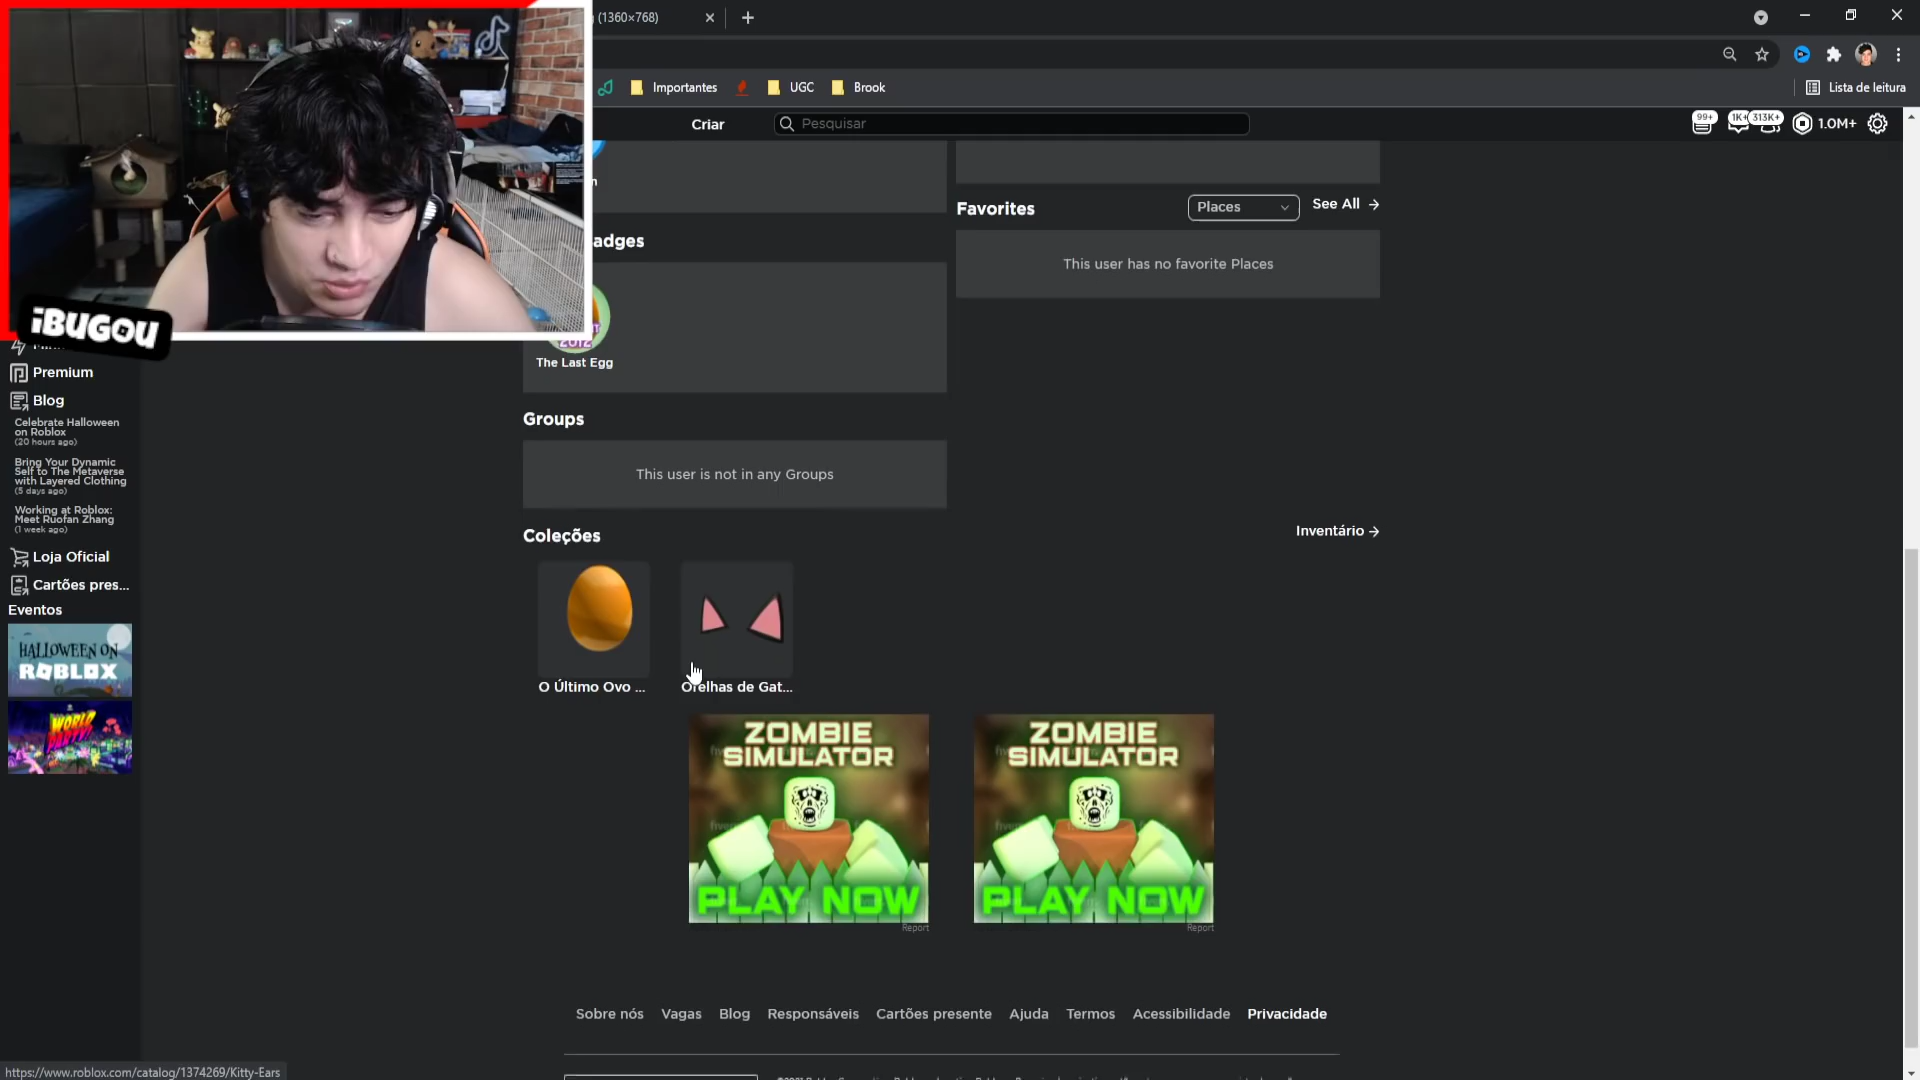 (1360×768)
Importantes
UGC
Brook
Lista de leitura
Criar
Pesquisar
99+
1K+
313K+
1.0M+
iBUGOU
Favorites
Places
See All
This user has no favorite Places
adges
The Last Egg
Premium
Blog
Celebrate Halloween
on Roblox
(20 hours ago)
Bring Your Dynamic
Self to The Metaverse
with Layered Clothing
(5 days ago)
Working at Roblox:
Meet Ruofan Zhang
(1 week ago)
Loja Oficial
Cartões pres...
Eventos
HALLOWEEN ON
ROBLOX
WORLD
PARTY!
Groups
This user is not in any Groups
Coleções
Inventário
O Último Ovo ...
Orelhas de Gat...
ZOMBIE
SIMULATOR
PLAY NOW
Report
ZOMBIE
SIMULATOR
PLAY NOW
Report
Sobre nós Vagas Blog Responsáveis Cartões presente Ajuda Termos Acessibilidade Privacidade
https://www.roblox.com/catalog/1374269/Kitty-Ears